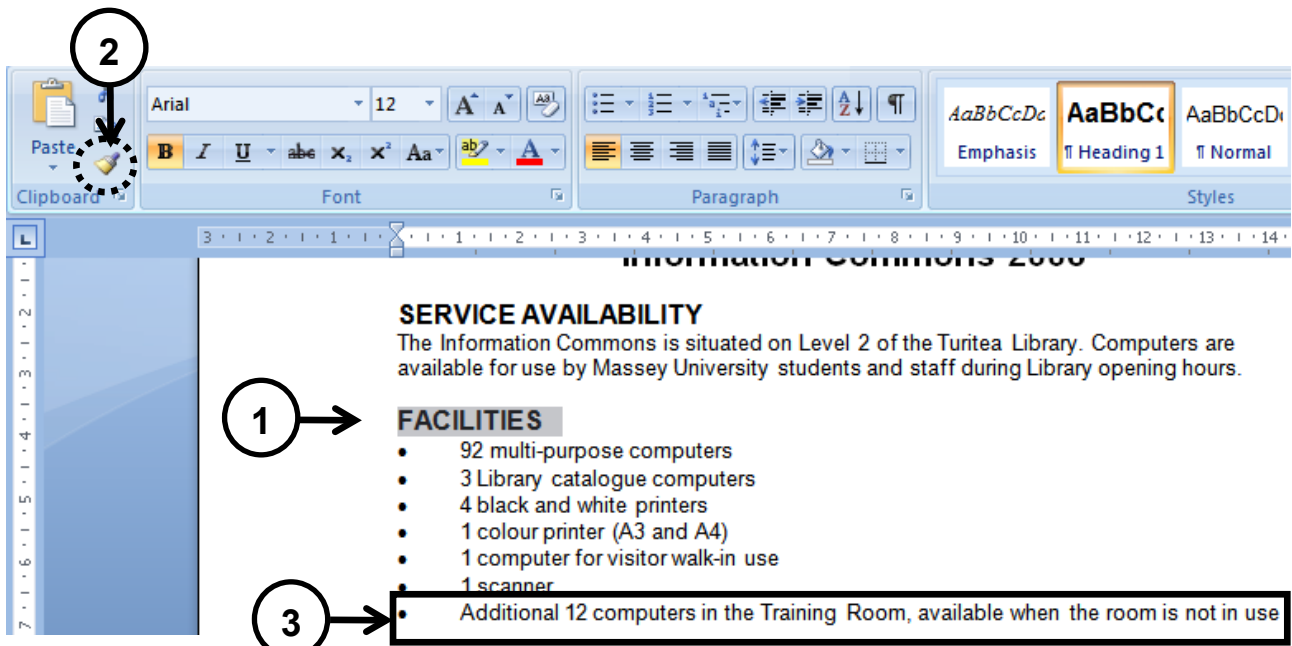 2
Arial
12
Paste
B I U abe X₂ X² Aa ab A
AaBbCcDc AaBbCc AaBbCcD
Emphasis ¶ Heading 1 ¶ Normal
Clipboard Font Paragraph Styles
L 3 2 1 1 2 3 4 5 6 7 8 9 10 11 12 13 14
SERVICE AVAILABILITY
The Information Commons is situated on Level 2 of the Turitea Library. Computers are
available for use by Massey University students and staff during Library opening hours.
1
FACILITIES
• 92 multi-purpose computers
• 3 Library catalogue computers
• 4 black and white printers
• 1 colour printer (A3 and A4)
• 1 computer for visitor walk-in use
• 1 scanner
3
• Additional 12 computers in the Training Room, available when the room is not in use